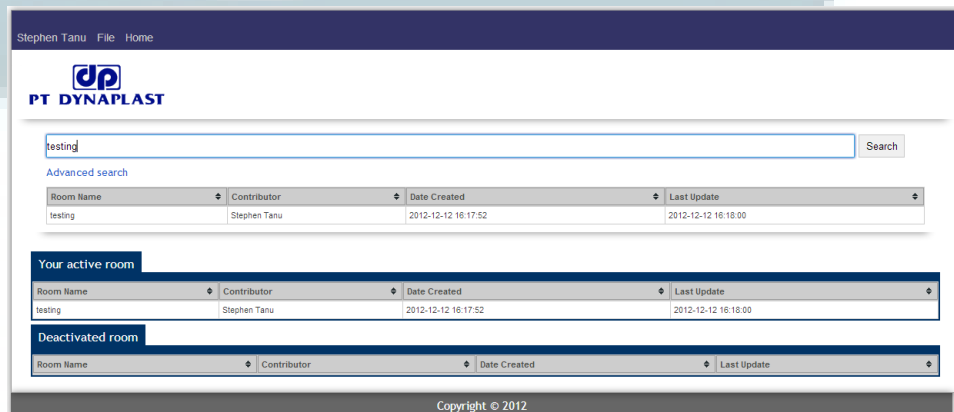 Stephen Tanu File Home
dp
PT DYNAPLAST
testing Search
Advanced search
Room Name Contributor Date Created Last Update
testing Stephen Tanu 2012-12-12 16:17:52 2012-12-12 16:18:00
Your active room
Room Name Contributor Date Created Last Update
testing Stephen Tanu 2012-12-12 16:17:52 2012-12-12 16:18:00
Deactivated room
Room Name Contributor Date Created Last Update
Copyright © 2012